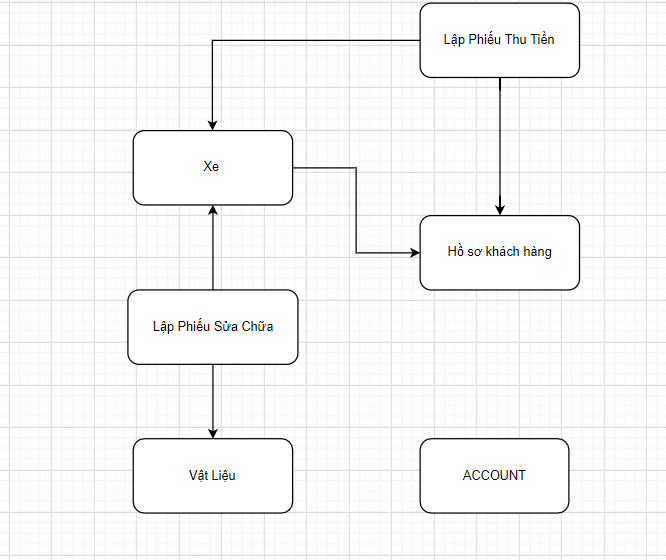 Lập Phiếu Thu Tiền
Xe
Hồ sơ khách hàng
Lập Phiếu Sửa Chữa
Vật Liệu
ACCOUNT